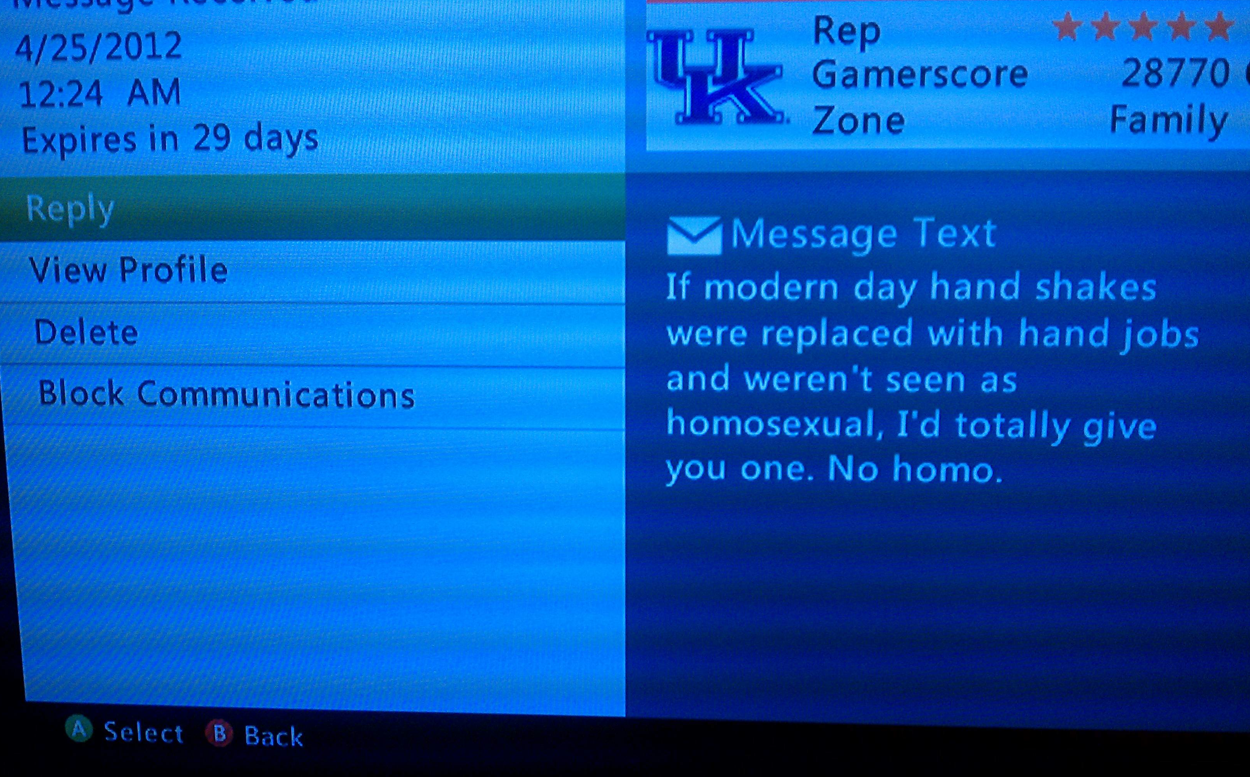 Message Received
4/25/2012
12:24 AM
Expires in 29 days
Reply
View Profile
Delete
Block Communications
A Select B Back
UK
Rep
Gamerscore 28770
Zone Family
Message Text
If modern day hand shakes
were replaced with hand jobs
and weren't seen as
homosexual, I'd totally give
you one. No homo.